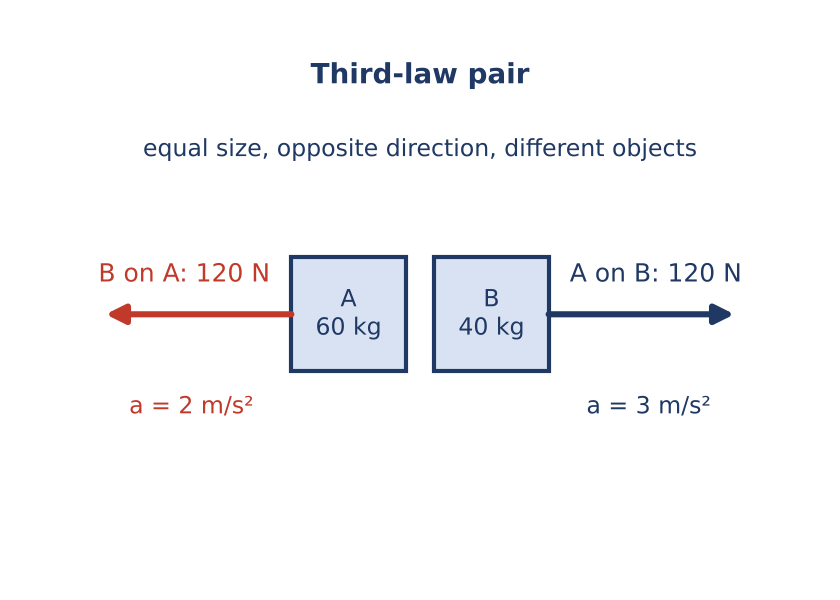 Third-law pair
equal size, opposite direction, different objects
B on A: 120 N
A on B: 120 N
A
60 kg
B
40 kg
a = 2 m/s²
a = 3 m/s²